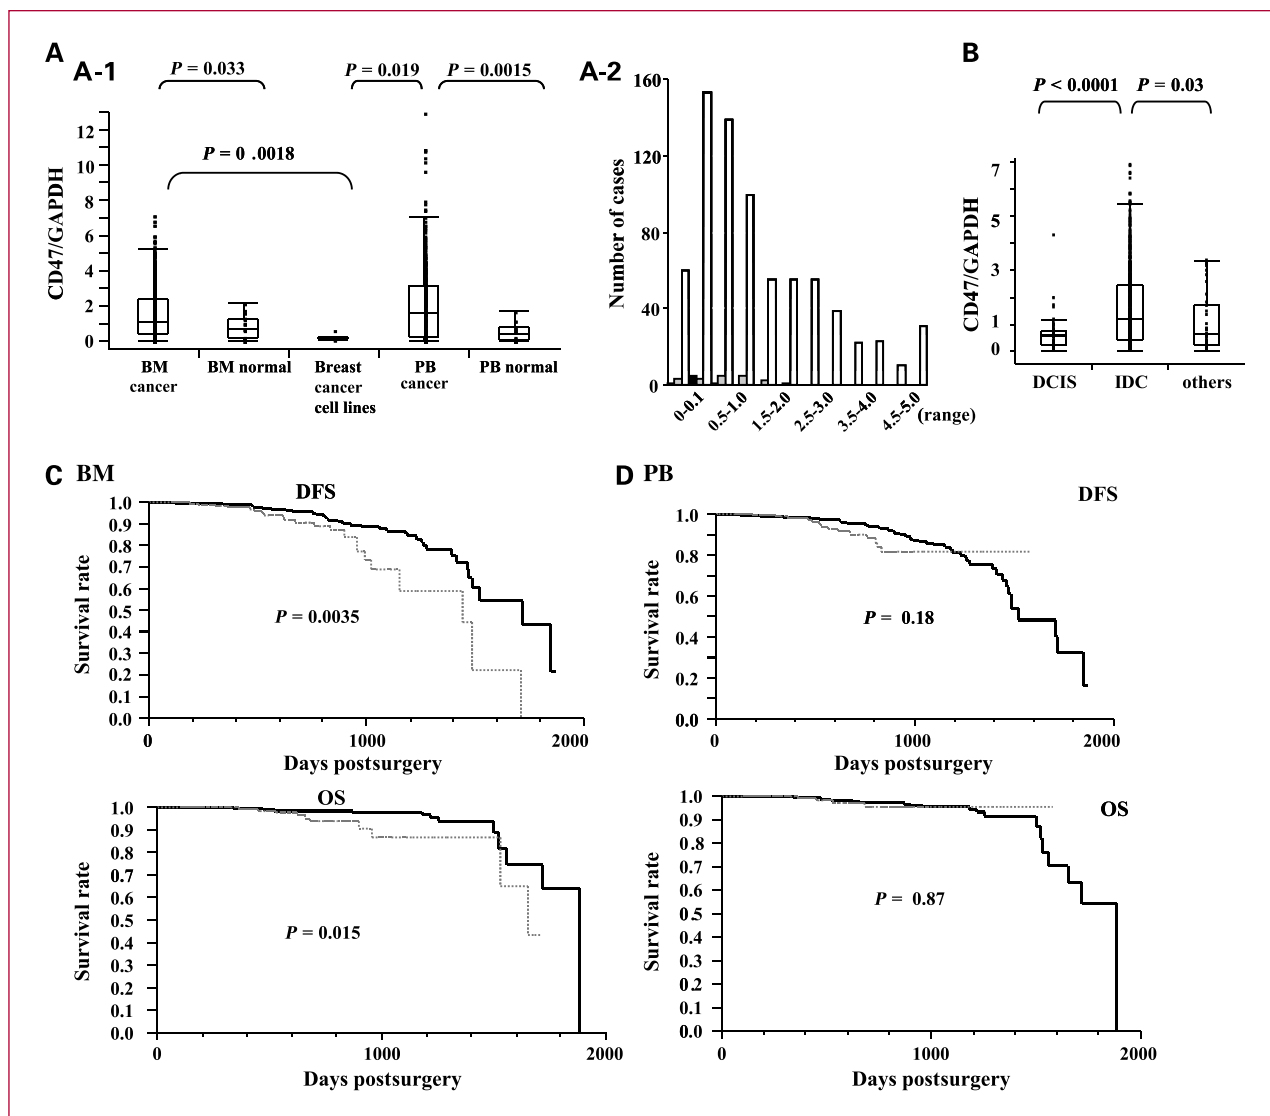 A
A-1
P = 0.033
P = 0.019
P = 0.0015
P = 0 .0018
CD47/GAPDH
12
10
8
6
4
2
0
BM
cancer
BM normal
Breast
cancer
cell lines
PB
cancer
PB normal
A-2
Number of cases
160
120
80
40
0
0-0.1
0.5-1.0
1.5-2.0
2.5-3.0
3.5-4.0
4.5-5.0
(range)
B
P < 0.0001
P = 0.03
CD47/GAPDH
7
5
3
1
0
DCIS
IDC
others
C BM
DFS
Survival rate
1.0
0.9
0.8
0.7
0.6
0.5
0.4
0.3
0.2
0.1
0.0
P = 0.0035
0
1000
2000
Days postsurgery
OS
Survival rate
1.0
0.9
0.8
0.7
0.6
0.5
0.4
0.3
0.2
0.1
0.0
P = 0.015
0
1000
2000
Days postsurgery
D PB
DFS
Survival rate
1.0
0.8
0.6
0.4
0.2
0.0
P = 0.18
0
1000
2000
Days postsurgery
OS
Survival rate
1.0
0.9
0.8
0.7
0.6
0.5
0.4
0.3
0.2
0.1
0.0
P = 0.87
0
1000
2000
Days postsurgery